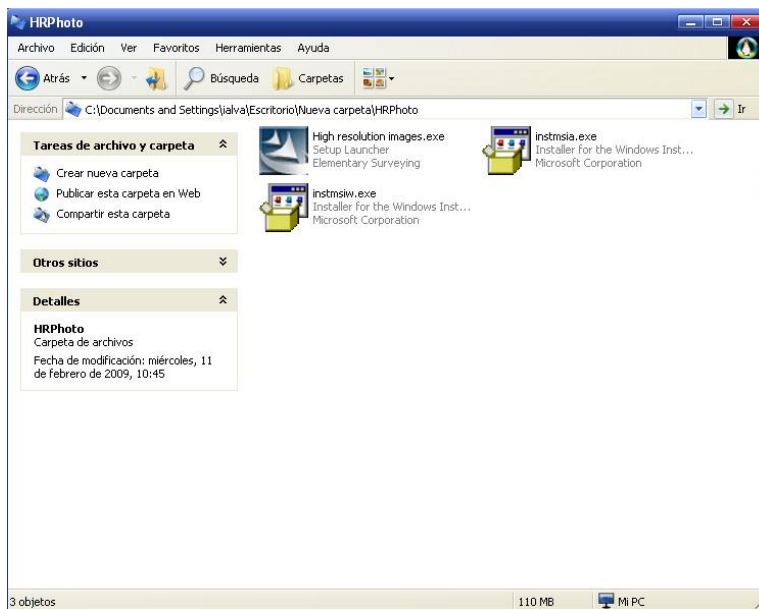 HRPhoto
Archivo Edición Ver Favoritos Herramientas Ayuda
Atrás Búsqueda Carpetas
Dirección C:\Documents and Settings\ialva\Escritorio\Nueva carpeta\HRPhoto Ir
Tareas de archivo y carpeta
Crear nueva carpeta
Publicar esta carpeta en Web
Compartir esta carpeta
Otros sitios
Detalles
HRPhoto
Carpeta de archivos
Fecha de modificación: miércoles, 11
de febrero de 2009, 10:45
High resolution images.exe
Setup Launcher
Elementary Surveying
instmsia.exe
Installer for the Windows Inst...
Microsoft Corporation
instmsiw.exe
Installer for the Windows Inst...
Microsoft Corporation
3 objetos 110 MB Mi PC